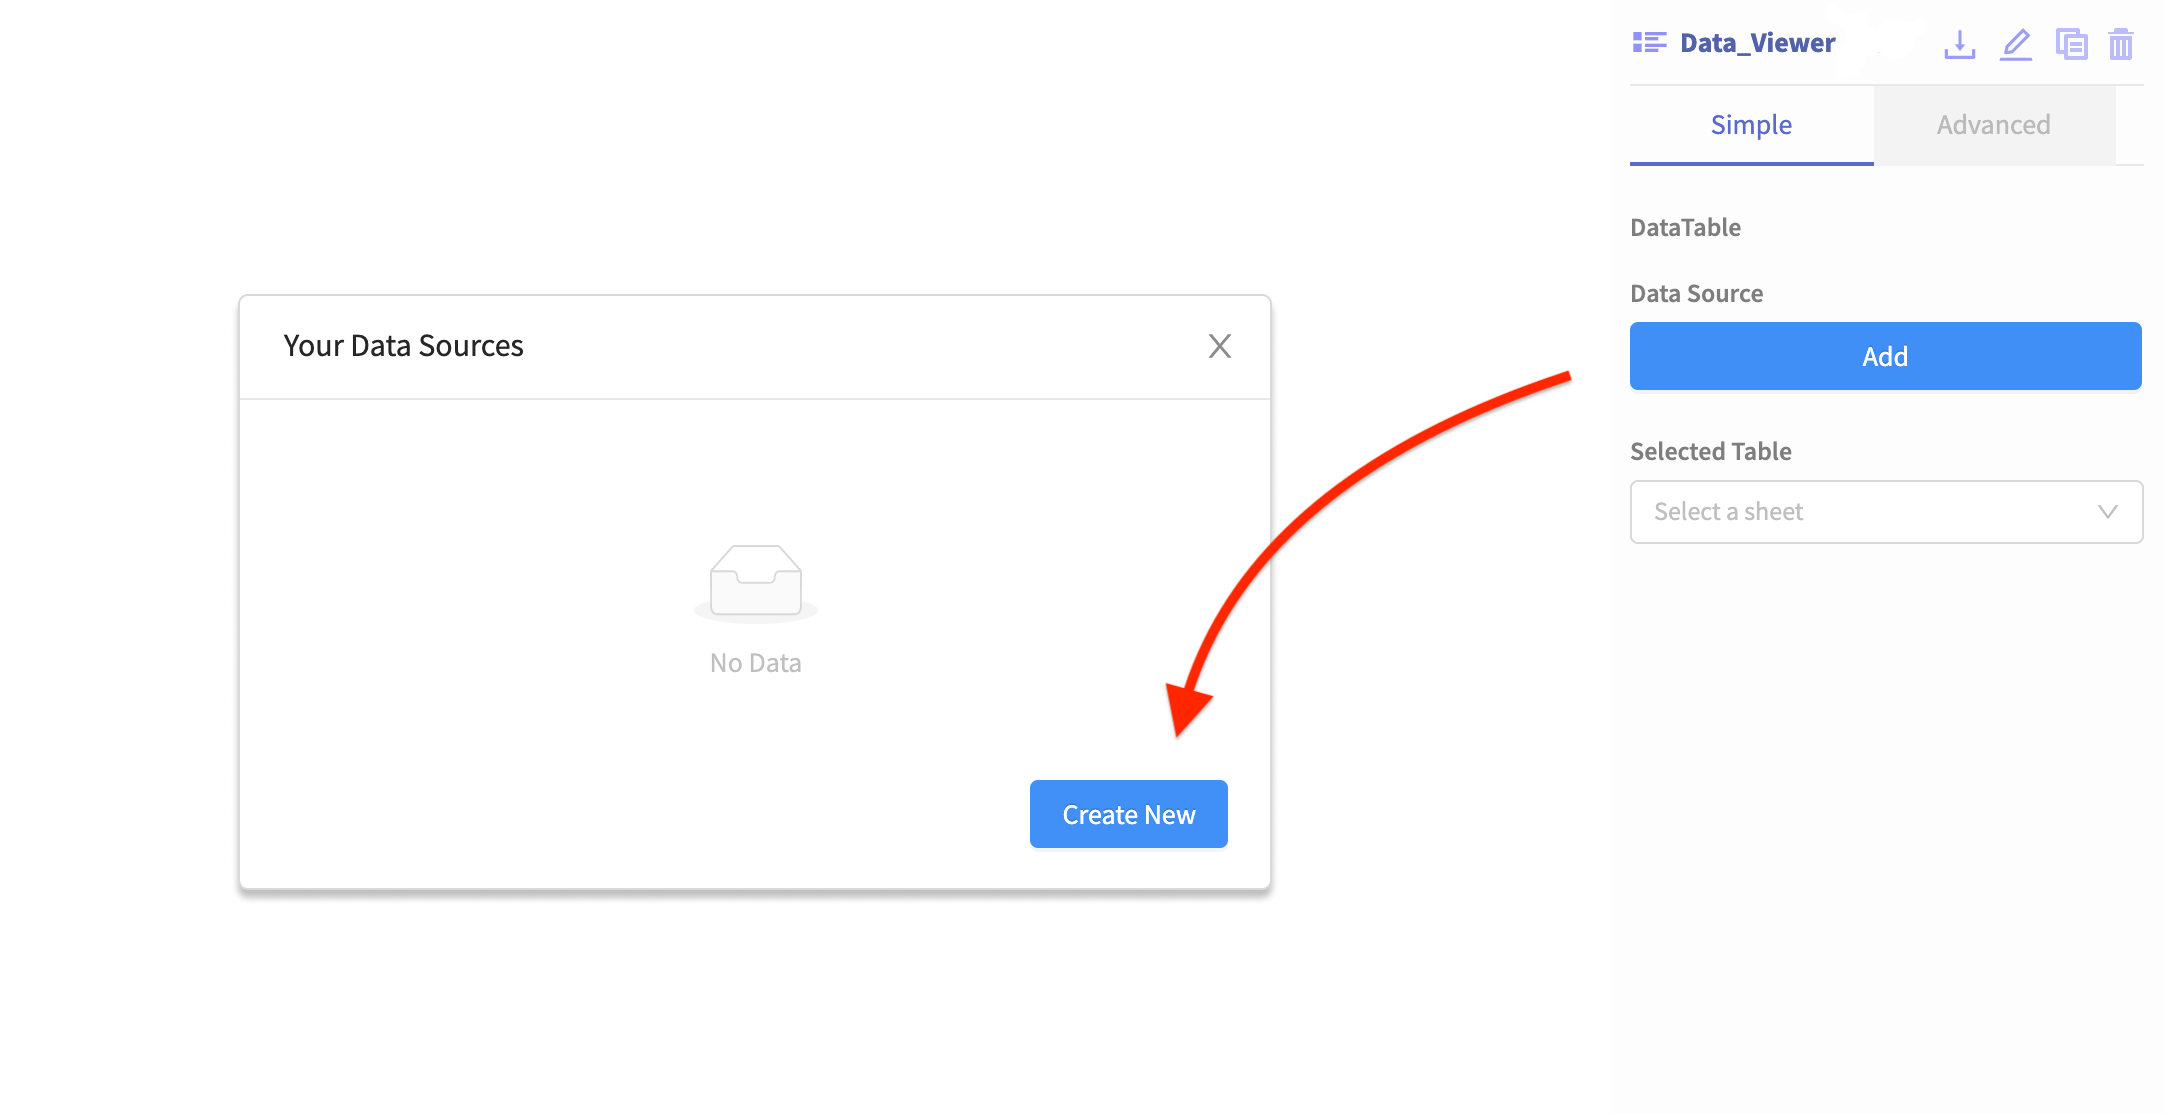 Data_Viewer
Simple
Advanced
DataTable
Data Source
Add
Selected Table
Select a sheet
Your Data Sources
No Data
Create New